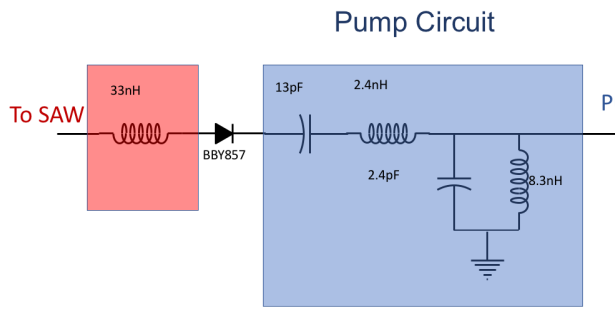 Pump Circuit
33nH
13pF
2.4nH
To SAW
P
BBY857
2.4pF
8.3nH